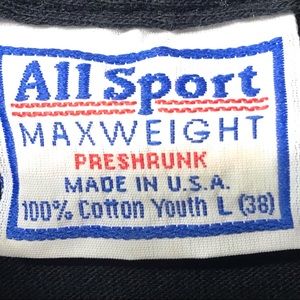 All Sport
MAXWEIGHT
PRESHRUNK
MADE IN U.S.A.
100% Cotton Youth L (38)